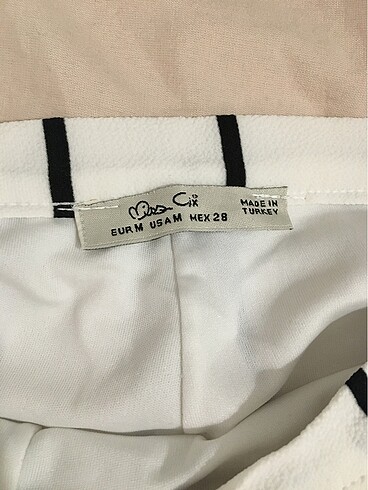 Miss Cix
EUR M USA M MEX 28
MADE IN
TURKEY